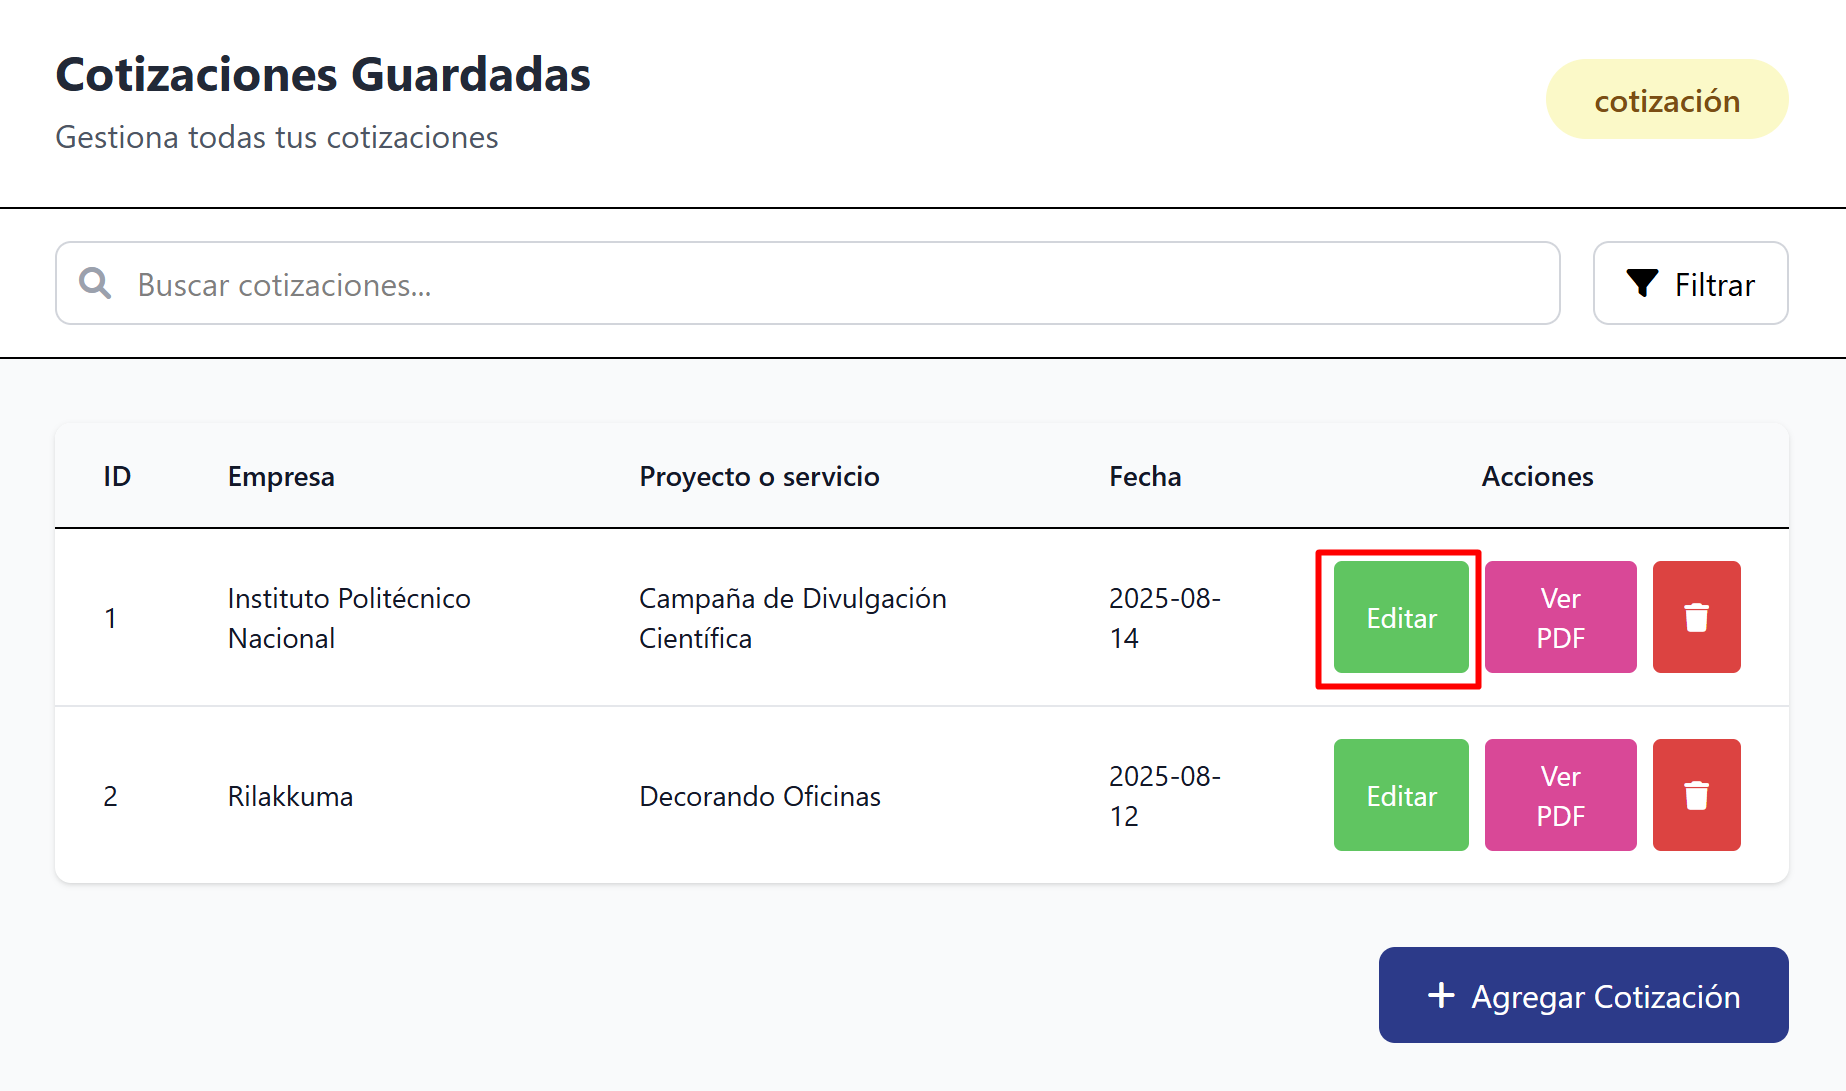 Cotizaciones Guardadas
Gestiona todas tus cotizaciones
cotización
Buscar cotizaciones...
Filtrar
ID Empresa Proyecto o servicio Fecha Acciones
1
Instituto Politécnico
Nacional
Campaña de Divulgación
Científica
2025-08-
14
Editar
Ver
PDF
2
Rilakkuma
Decorando Oficinas
2025-08-
12
Editar
Ver
PDF
+ Agregar Cotización